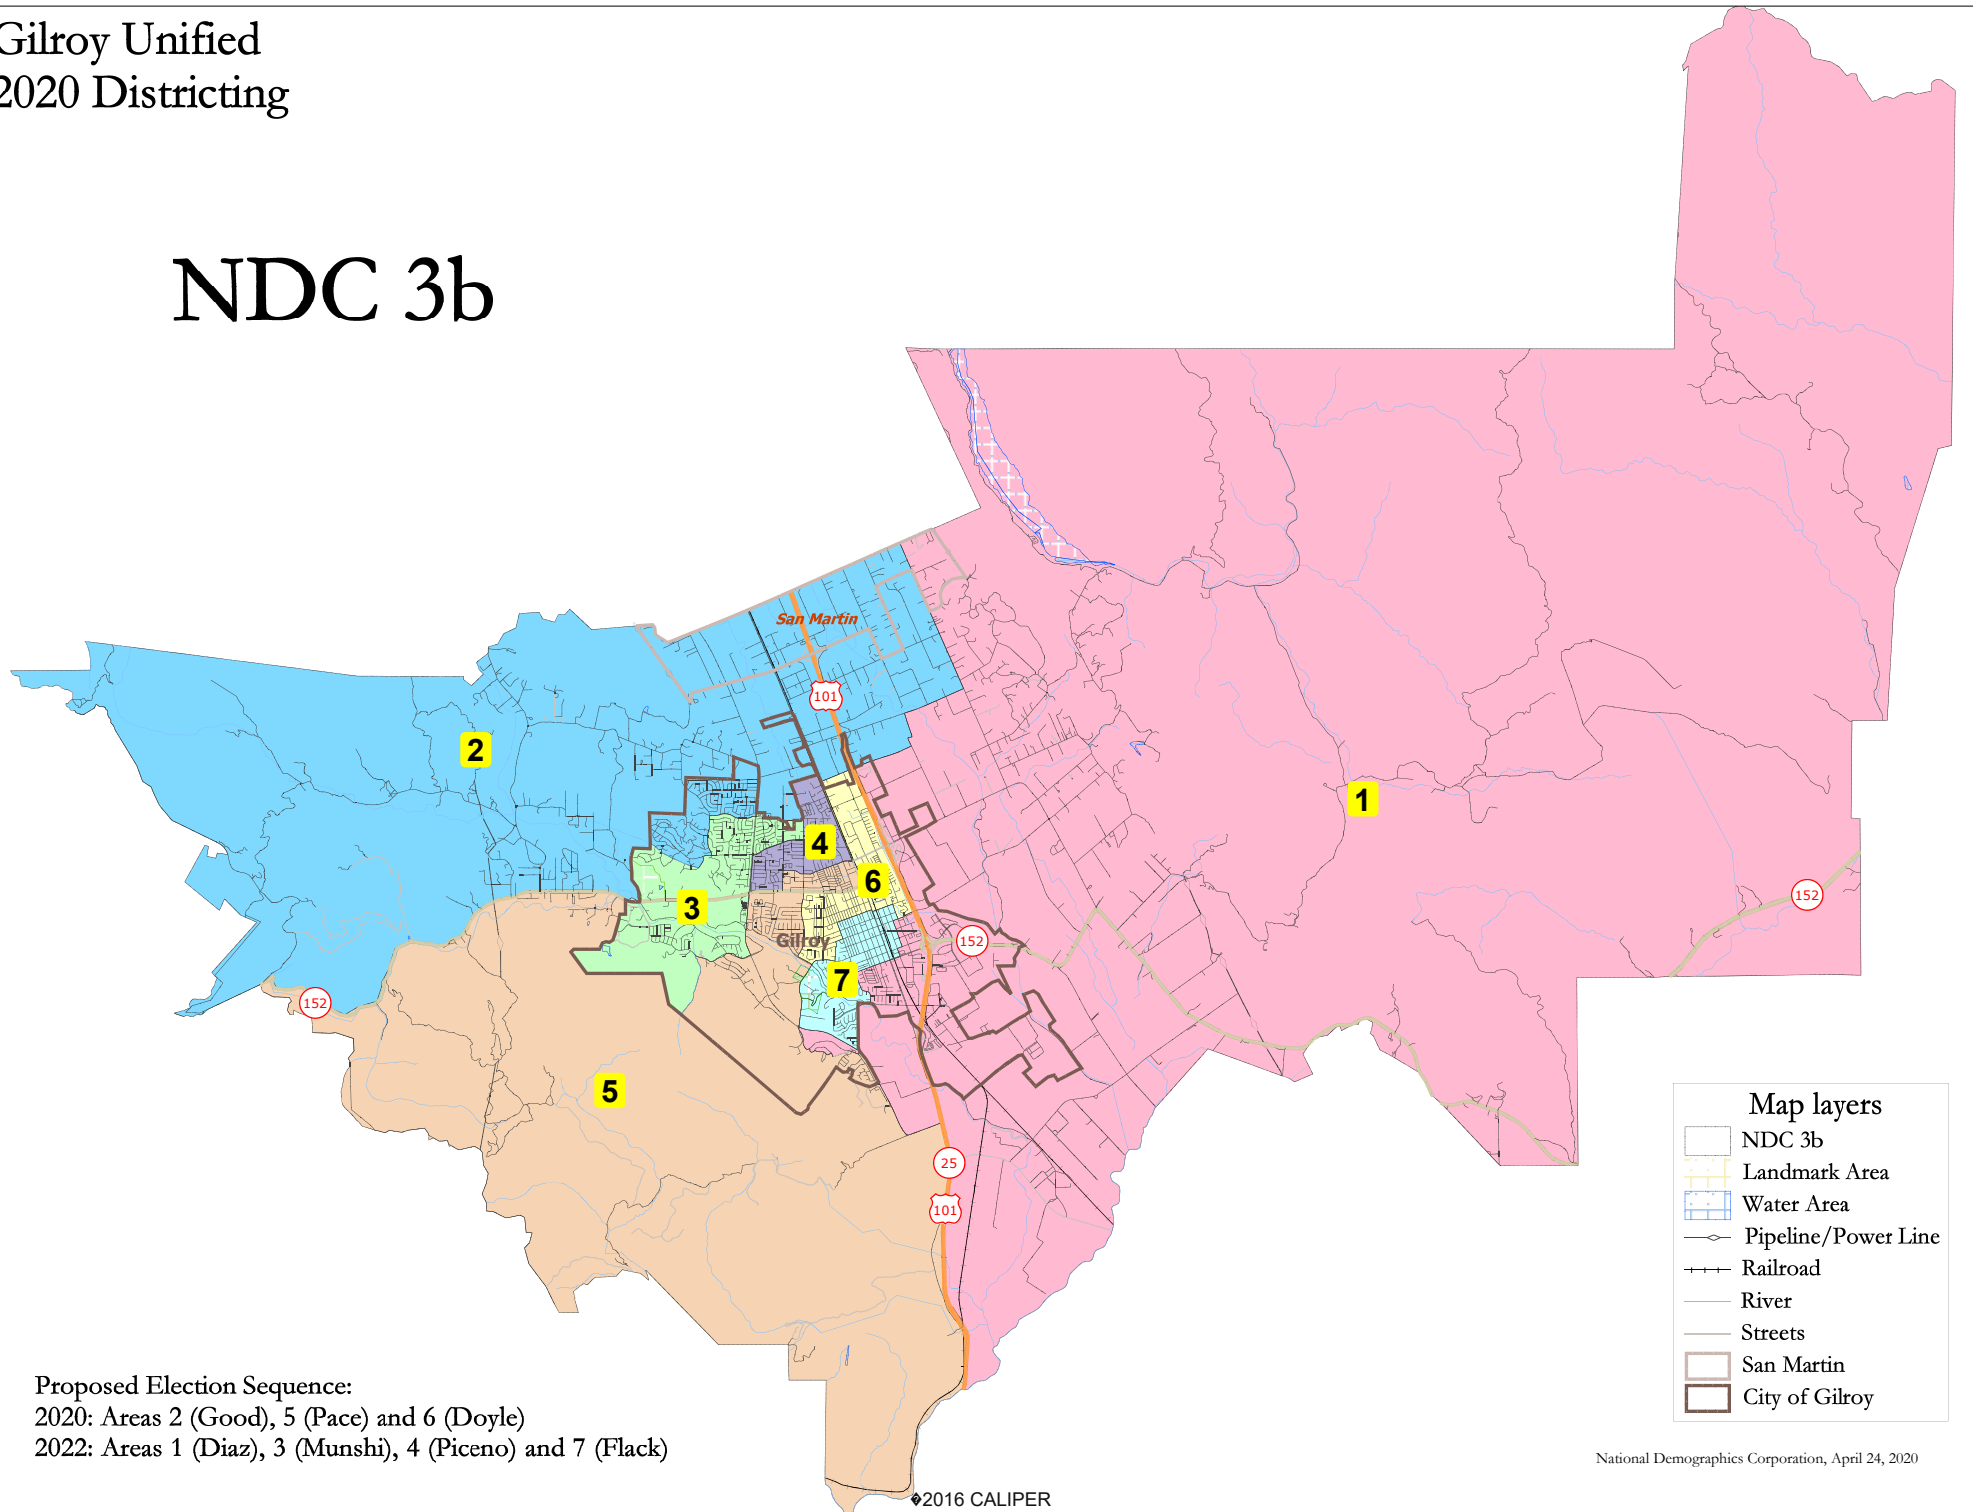 Gilroy Unified
2020 Districting
NDC 3b
San Martin
101
2
1
4
6
152
3
Gilroy
152
7
152
5
25
101
Map layers
NDC 3b
Landmark Area
Water Area
Pipeline/Power Line
Railroad
River
Streets
San Martin
City of Gilroy
Proposed Election Sequence:
2020: Areas 2 (Good), 5 (Pace) and 6 (Doyle)
2022: Areas 1 (Diaz), 3 (Munshi), 4 (Piceno) and 7 (Flack)
National Demographics Corporation, April 24, 2020
�2016 CALIPER